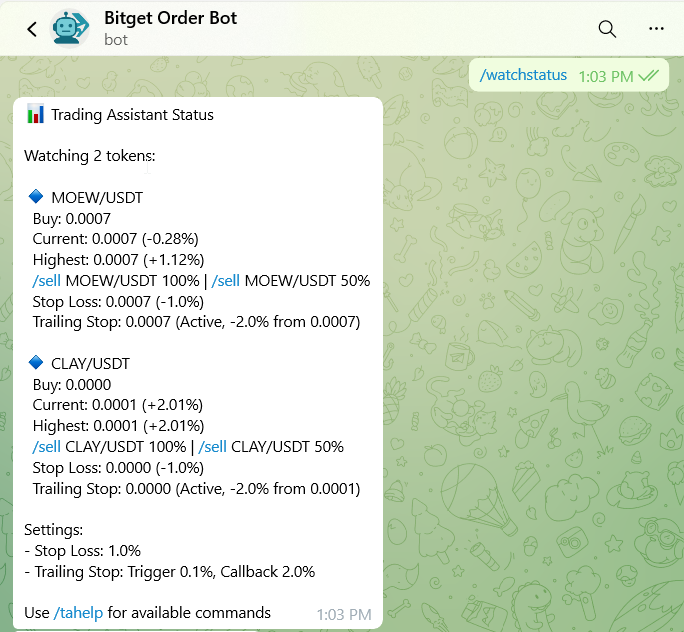 Bitget Order Bot
bot
/watchstatus 1:03 PM
Trading Assistant Status
Watching 2 tokens:
MOEW/USDT
Buy: 0.0007
Current: 0.0007 (-0.28%)
Highest: 0.0007 (+1.12%)
/sell MOEW/USDT 100% | /sell MOEW/USDT 50%
Stop Loss: 0.0007 (-1.0%)
Trailing Stop: 0.0007 (Active, -2.0% from 0.0007)
CLAY/USDT
Buy: 0.0000
Current: 0.0001 (+2.01%)
Highest: 0.0001 (+2.01%)
/sell CLAY/USDT 100% | /sell CLAY/USDT 50%
Stop Loss: 0.0000 (-1.0%)
Trailing Stop: 0.0000 (Active, -2.0% from 0.0001)
Settings:
- Stop Loss: 1.0%
- Trailing Stop: Trigger 0.1%, Callback 2.0%
Use /tahelp for available commands 1:03 PM